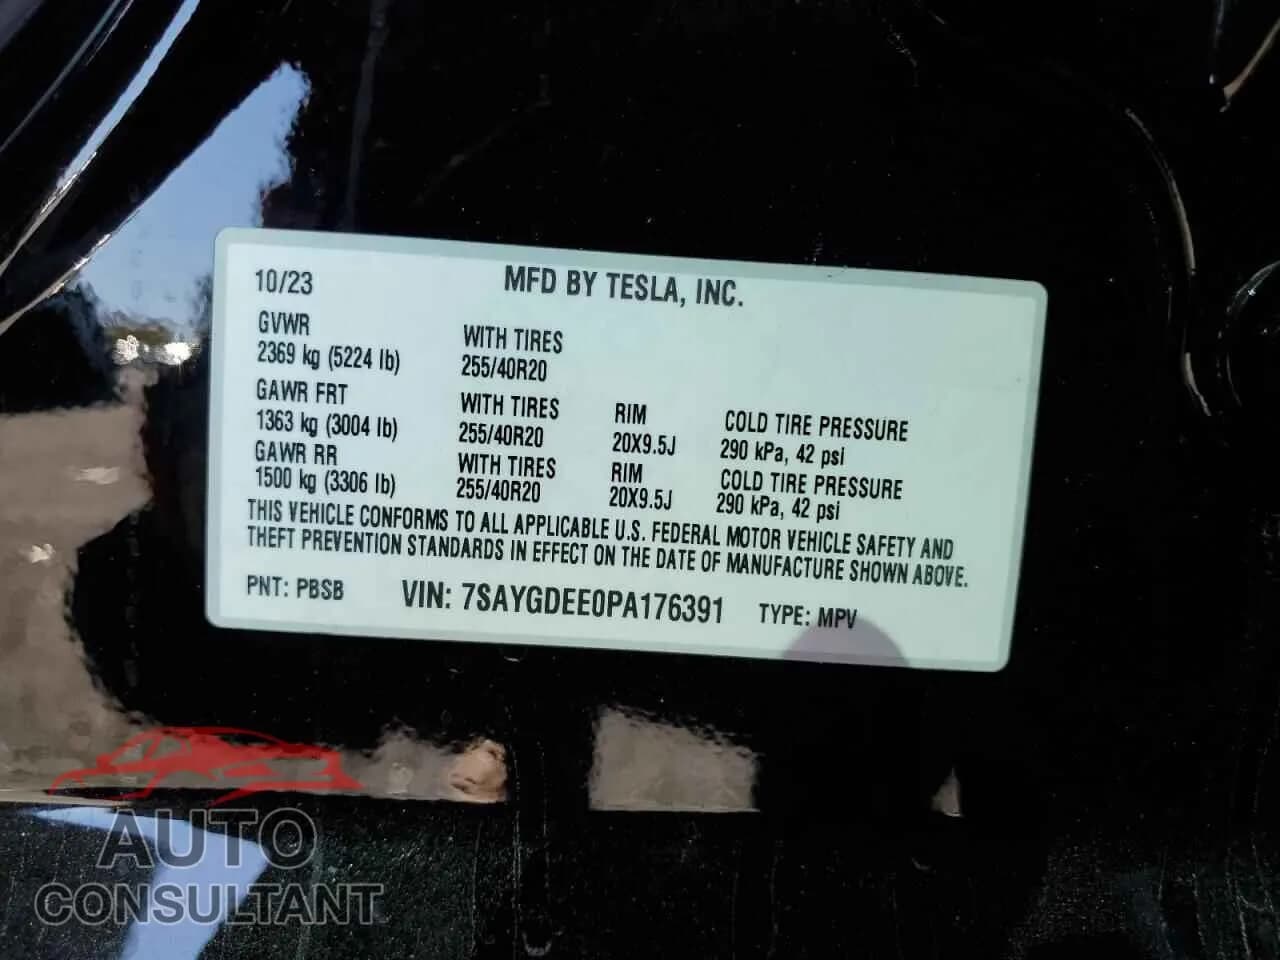 10/23 MFD BY TESLA, INC.
GVWR WITH TIRES
2369 kg (5224 lb) 255/40R20
GAWR FRT WITH TIRES RIM COLD TIRE PRESSURE
1363 kg (3004 lb) 255/40R20 20X9.5J 290 kPa, 42 psi
GAWR RR WITH TIRES RIM COLD TIRE PRESSURE
1500 kg (3306 lb) 255/40R20 20X9.5J 290 kPa, 42 psi
THIS VEHICLE CONFORMS TO ALL APPLICABLE U.S. FEDERAL MOTOR VEHICLE SAFETY AND
THEFT PREVENTION STANDARDS IN EFFECT ON THE DATE OF MANUFACTURE SHOWN ABOVE.
PNT: PBSB VIN: 7SAYGDEE0PA176391 TYPE: MPV
AUTO
CONSULTANT